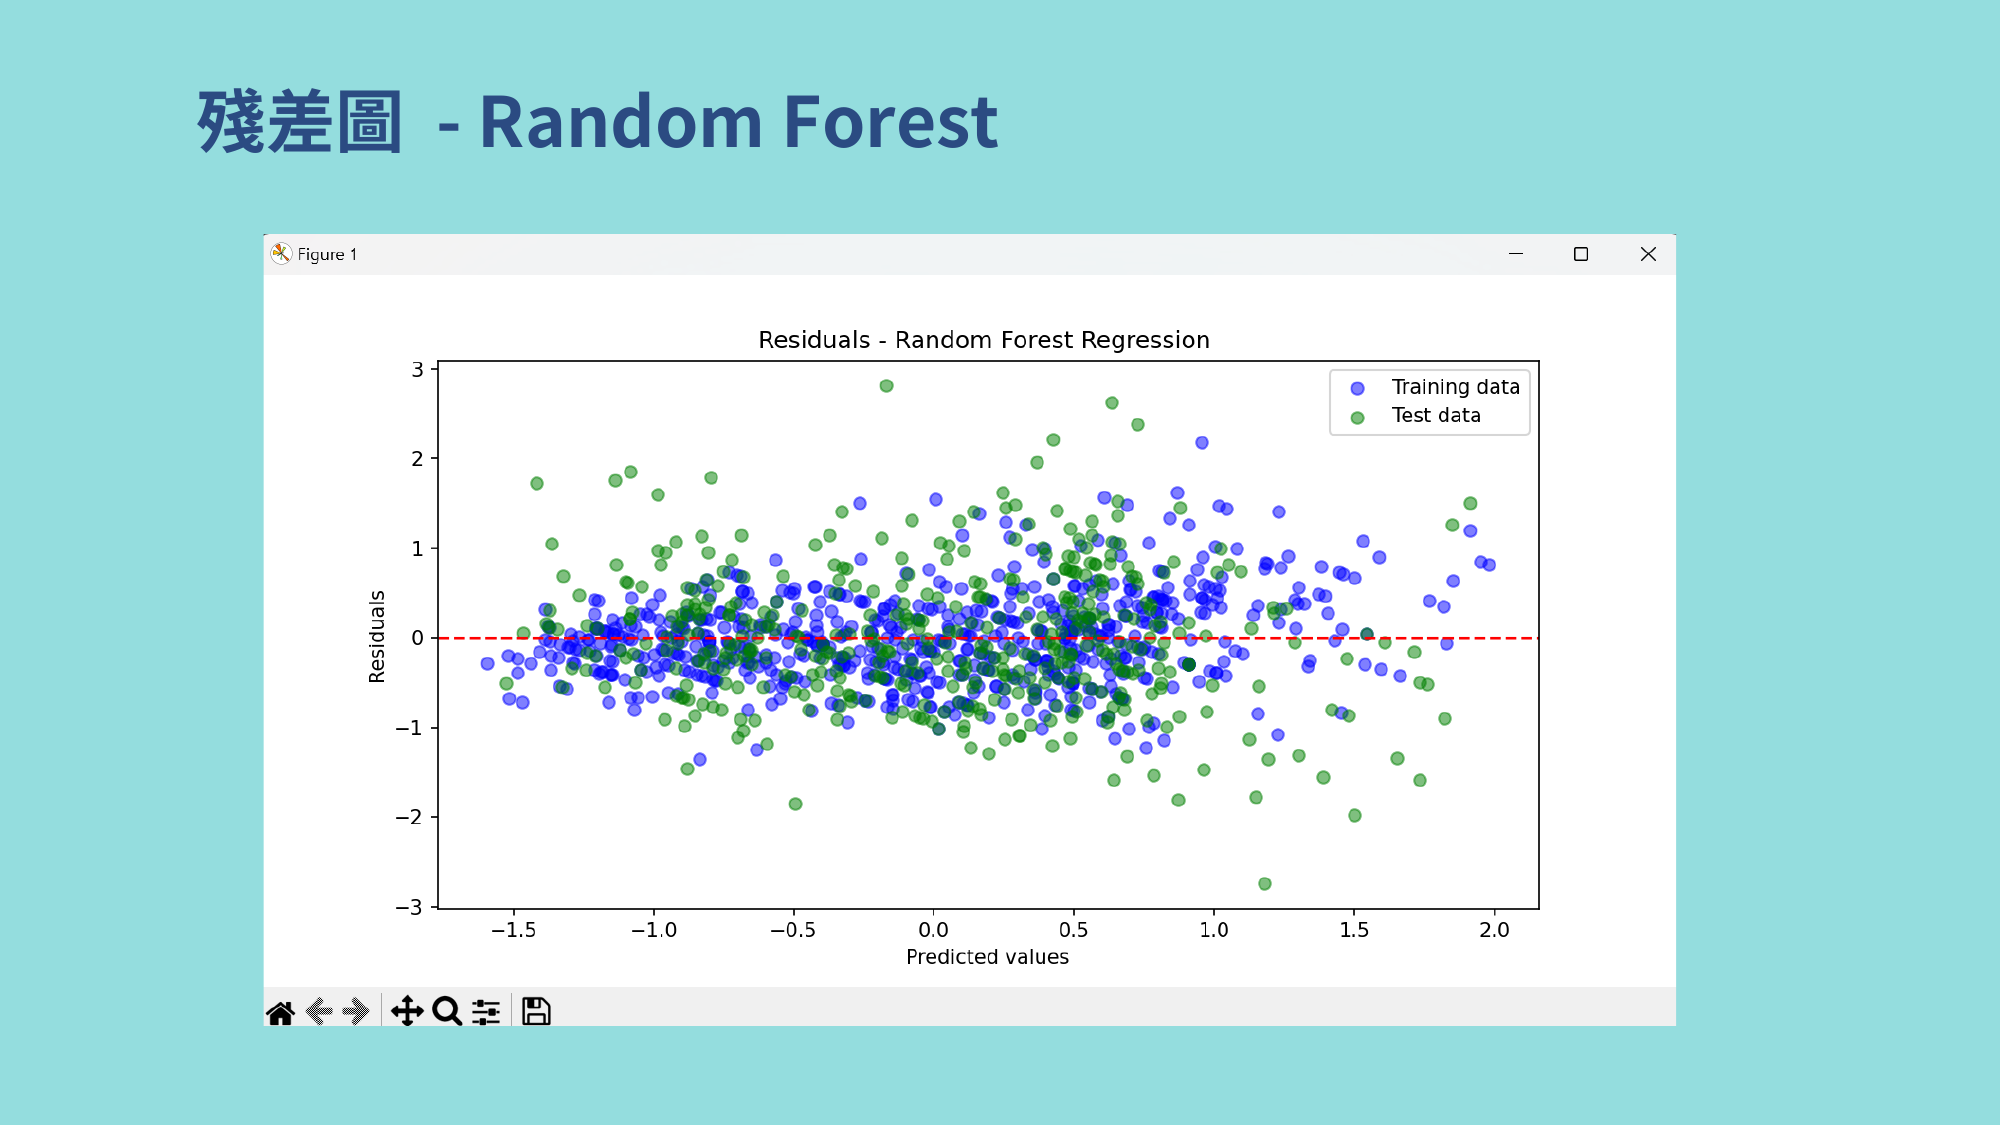 殘差圖 - Random Forest
Figure 1
Residuals - Random Forest Regression
Training data
Test data
3
2
1
0
−1
−2
−3
Residuals
−1.5 −1.0 −0.5 0.0 0.5 1.0 1.5 2.0
Predicted values